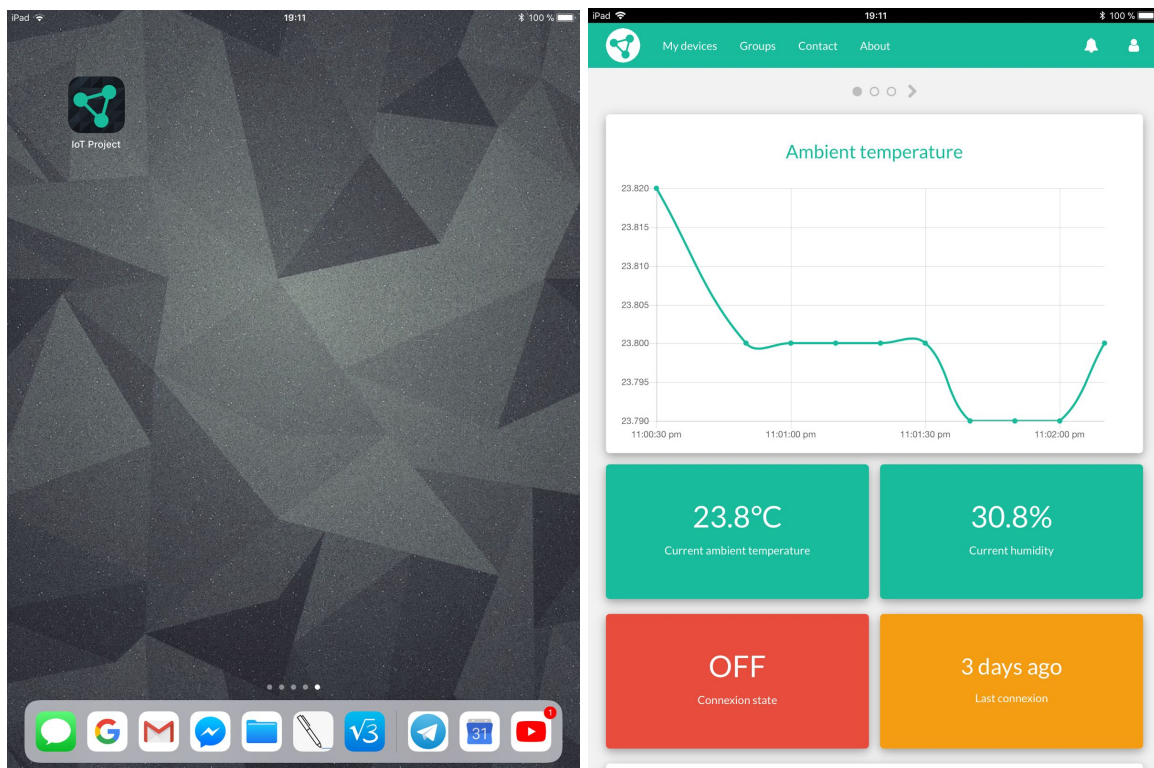 iPad 19:11 100 %
IoT Project
√3
31
1
iPad 19:11 100 %
My devices Groups Contact About
Ambient temperature
23.820
23.815
23.810
23.805
23.800
23.795
23.790
11:00:30 pm 11:01:00 pm 11:01:30 pm 11:02:00 pm
23.8°C
Current ambient temperature
30.8%
Current humidity
OFF
Connexion state
3 days ago
Last connexion